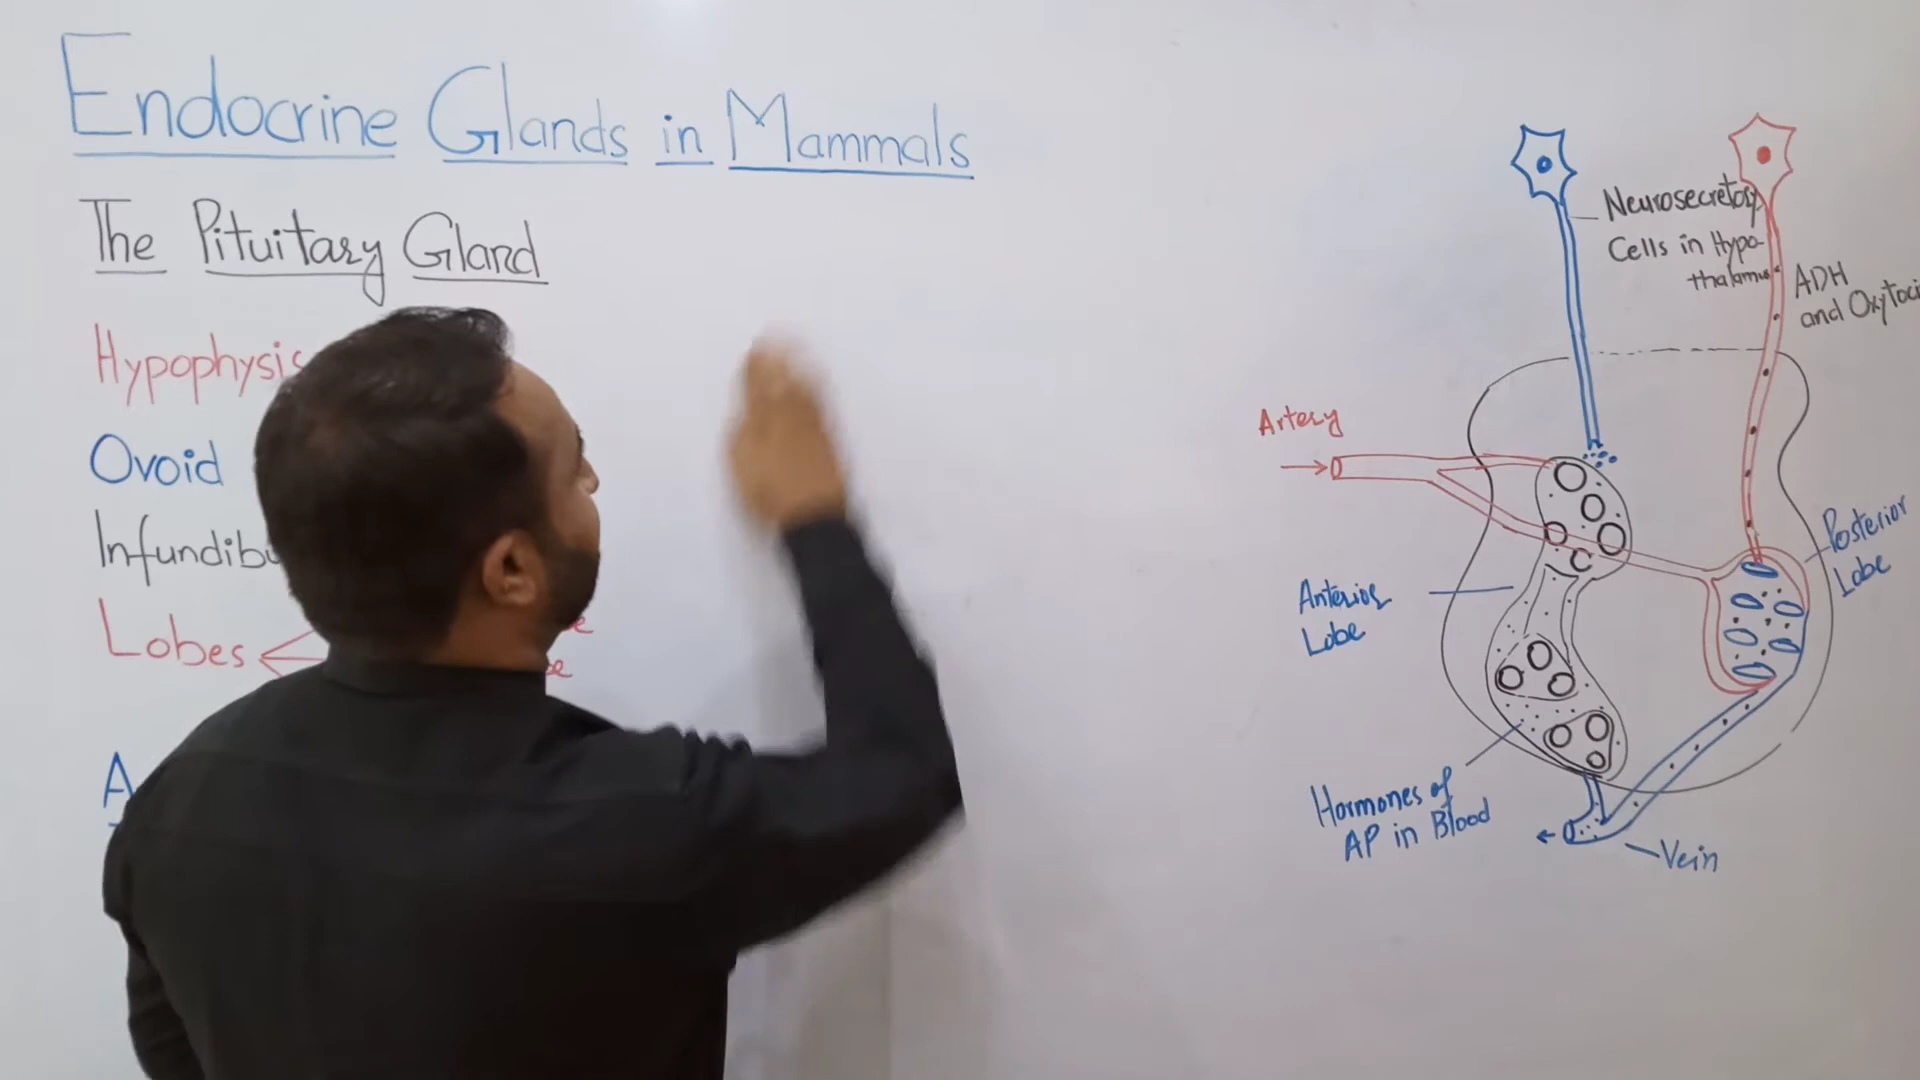 Endocrine Glands in Mammals
The Pituitary Gland
Hypophysis
Ovoid
Lobes
Neurosecretory
Cells in Hypo-
thalamus
ADH
and
Artery
Posterior
Lobe
Anterior
Lobe
Hormones of
AP in Blood
Vein